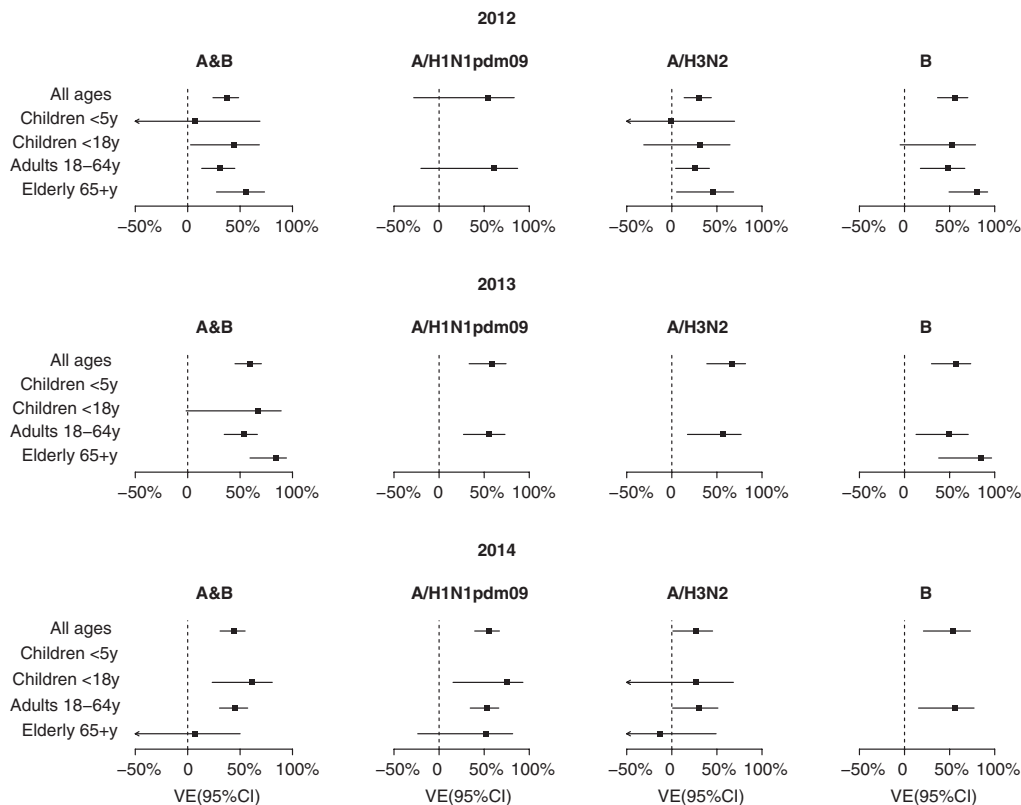 2012
A&B A/H1N1pdm09 A/H3N2 B
All ages
Children <5y
Children <18y
Adults 18−64y
Elderly 65+y
−50% 0 50% 100% −50% 0 50% 100% −50% 0 50% 100% −50% 0 50% 100%
2013
A&B A/H1N1pdm09 A/H3N2 B
All ages
Children <5y
Children <18y
Adults 18−64y
Elderly 65+y
−50% 0 50% 100% −50% 0 50% 100% −50% 0 50% 100% −50% 0 50% 100%
2014
A&B A/H1N1pdm09 A/H3N2 B
All ages
Children <5y
Children <18y
Adults 18−64y
Elderly 65+y
−50% 0 50% 100% −50% 0 50% 100% −50% 0 50% 100% −50% 0 50% 100%
VE(95%CI) VE(95%CI) VE(95%CI) VE(95%CI)